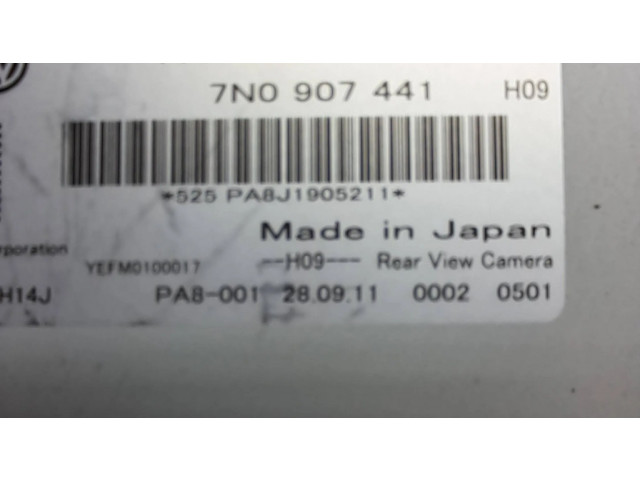 7N0 907 441 H09
*525 PA8J1905211*
Made in Japan
rporation YEFM0100017 --H09--- Rear View Camera
H14J PA8-001 28.09.11 0002 0501